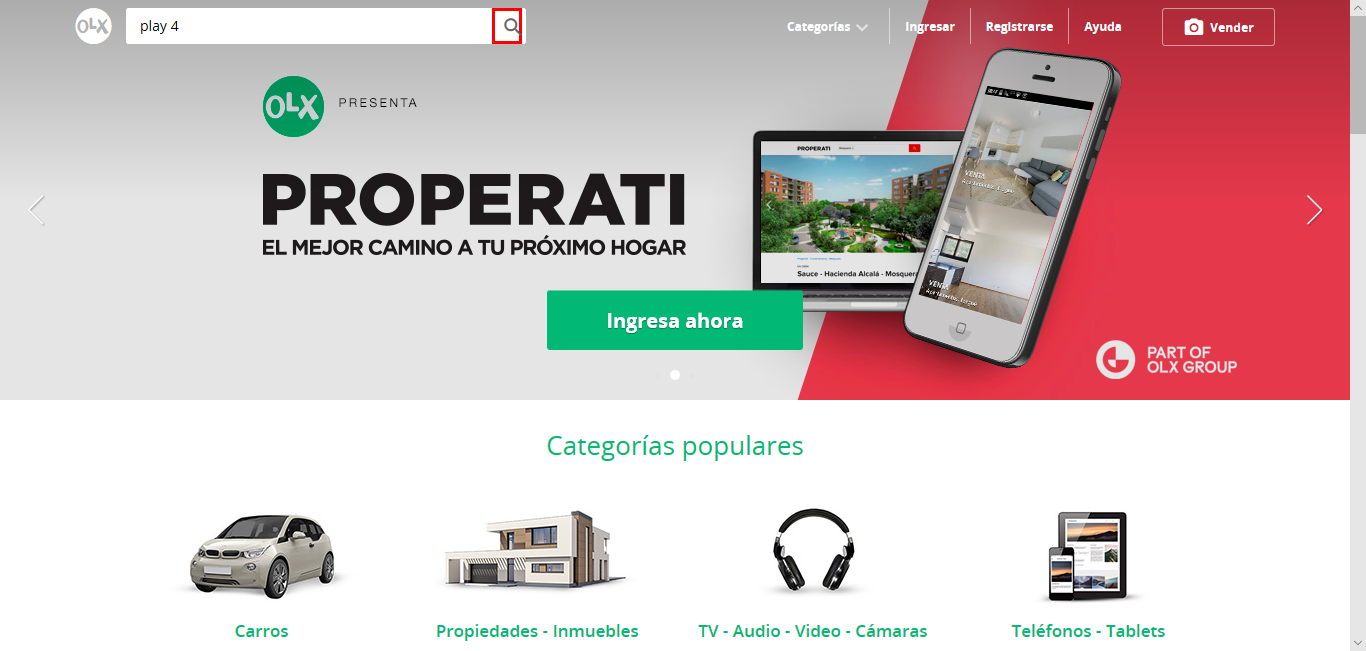 OLX
play 4
Categorías
Ingresar
Registrarse
Ayuda
Vender
OLX
PRESENTA
PROPERATI
EL MEJOR CAMINO A TU PRÓXIMO HOGAR
PROPERATI
Sauce - Hacienda Alcalá - Mosquera
VENTA
VENTA
Ingresa ahora
PART OF
OLX GROUP
Categorías populares
Carros
Propiedades - Inmuebles
TV - Audio - Video - Cámaras
Teléfonos - Tablets